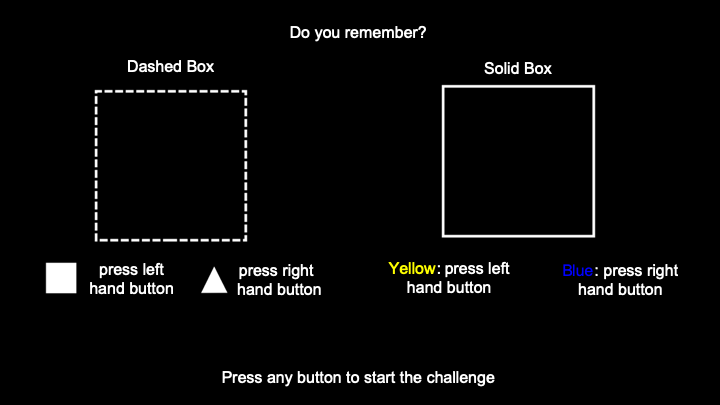 Do you remember?
Dashed Box
Solid Box
press left
hand button
press right
hand button
Yellow: press left
hand button
Blue: press right
hand button
Press any button to start the challenge